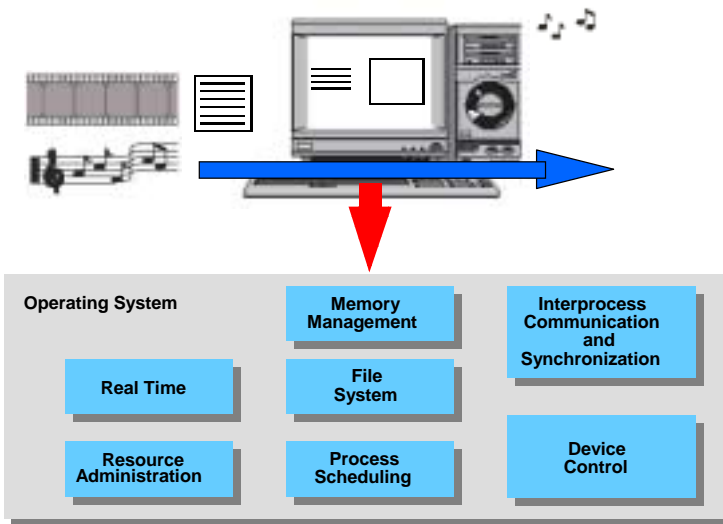 Operating System
Memory
Management
Interprocess
Communication
and
Synchronization
Real Time
File
System
Resource
Administration
Process
Scheduling
Device
Control